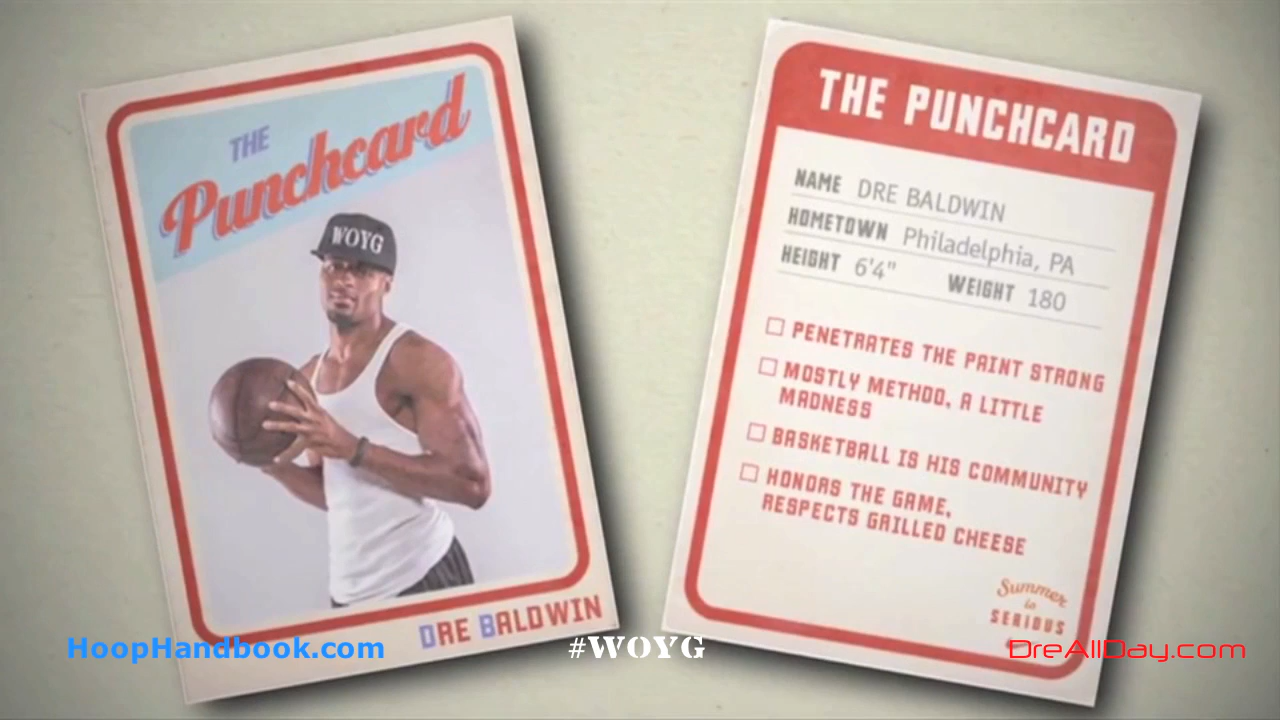 THE
Punchcard
WOYG
DRE BALDWIN
THE PUNCHCARD
NAME DRE BALDWIN
HOMETOWN Philadelphia, PA
HEIGHT 6'4" WEIGHT 180
PENETRATES THE PAINT STRONG
MOSTLY METHOD, A LITTLE
MADNESS
BASKETBALL IS HIS COMMUNITY
HONORS THE GAME,
RESPECTS GRILLED CHEESE
Summer
is
SERIOUS
HoopHandbook.com
#WOYG
DreAllDay.com